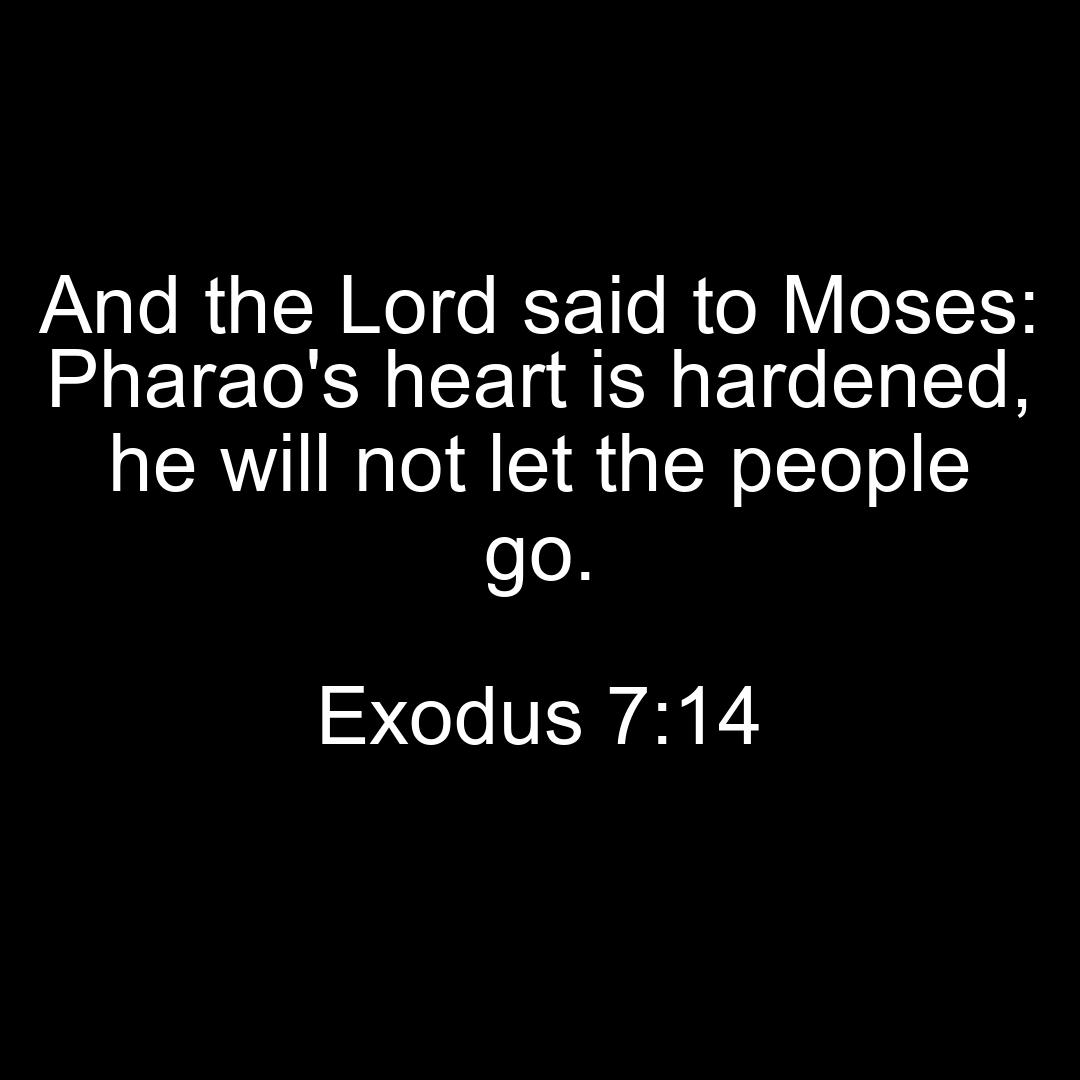 And the Lord said to Moses:
Pharao's heart is hardened,
he will not let the people
go.
Exodus 7:14